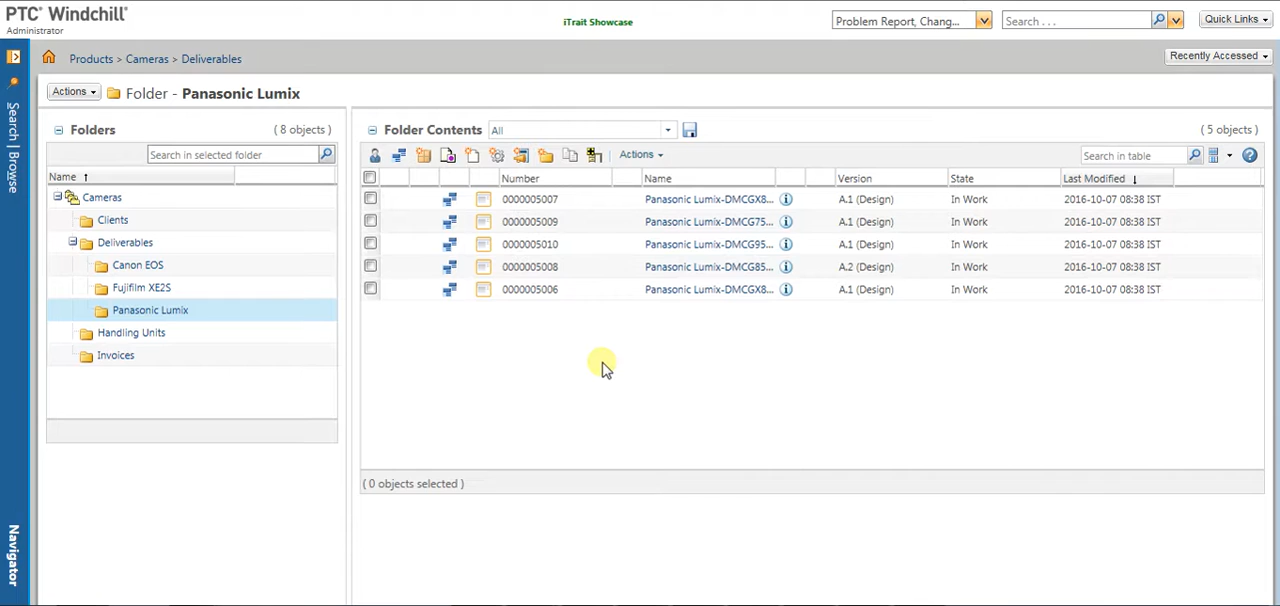 PTC® Windchill®
Administrator
iTrait Showcase
Problem Report, Chang...
Search . . .
Quick Links
Products > Cameras > Deliverables
Recently Accessed
Actions
Folder - Panasonic Lumix
Search | Browse
Navigator
Folders
( 8 objects )
Search in selected folder
Name
Cameras
Clients
Deliverables
Canon EOS
Fujifilm XE2S
Panasonic Lumix
Handling Units
Invoices
Folder Contents
All
( 5 objects )
Actions
Search in table
Number Name Version State Last Modified
0000005007 Panasonic Lumix-DMCGX8... A.1 (Design) In Work 2016-10-07 08:38 IST
0000005009 Panasonic Lumix-DMCG75... A.1 (Design) In Work 2016-10-07 08:38 IST
0000005010 Panasonic Lumix-DMCG95... A.1 (Design) In Work 2016-10-07 08:38 IST
0000005008 Panasonic Lumix-DMCG85... A.2 (Design) In Work 2016-10-07 08:38 IST
0000005006 Panasonic Lumix-DMCGX8... A.1 (Design) In Work 2016-10-07 08:38 IST
( 0 objects selected )